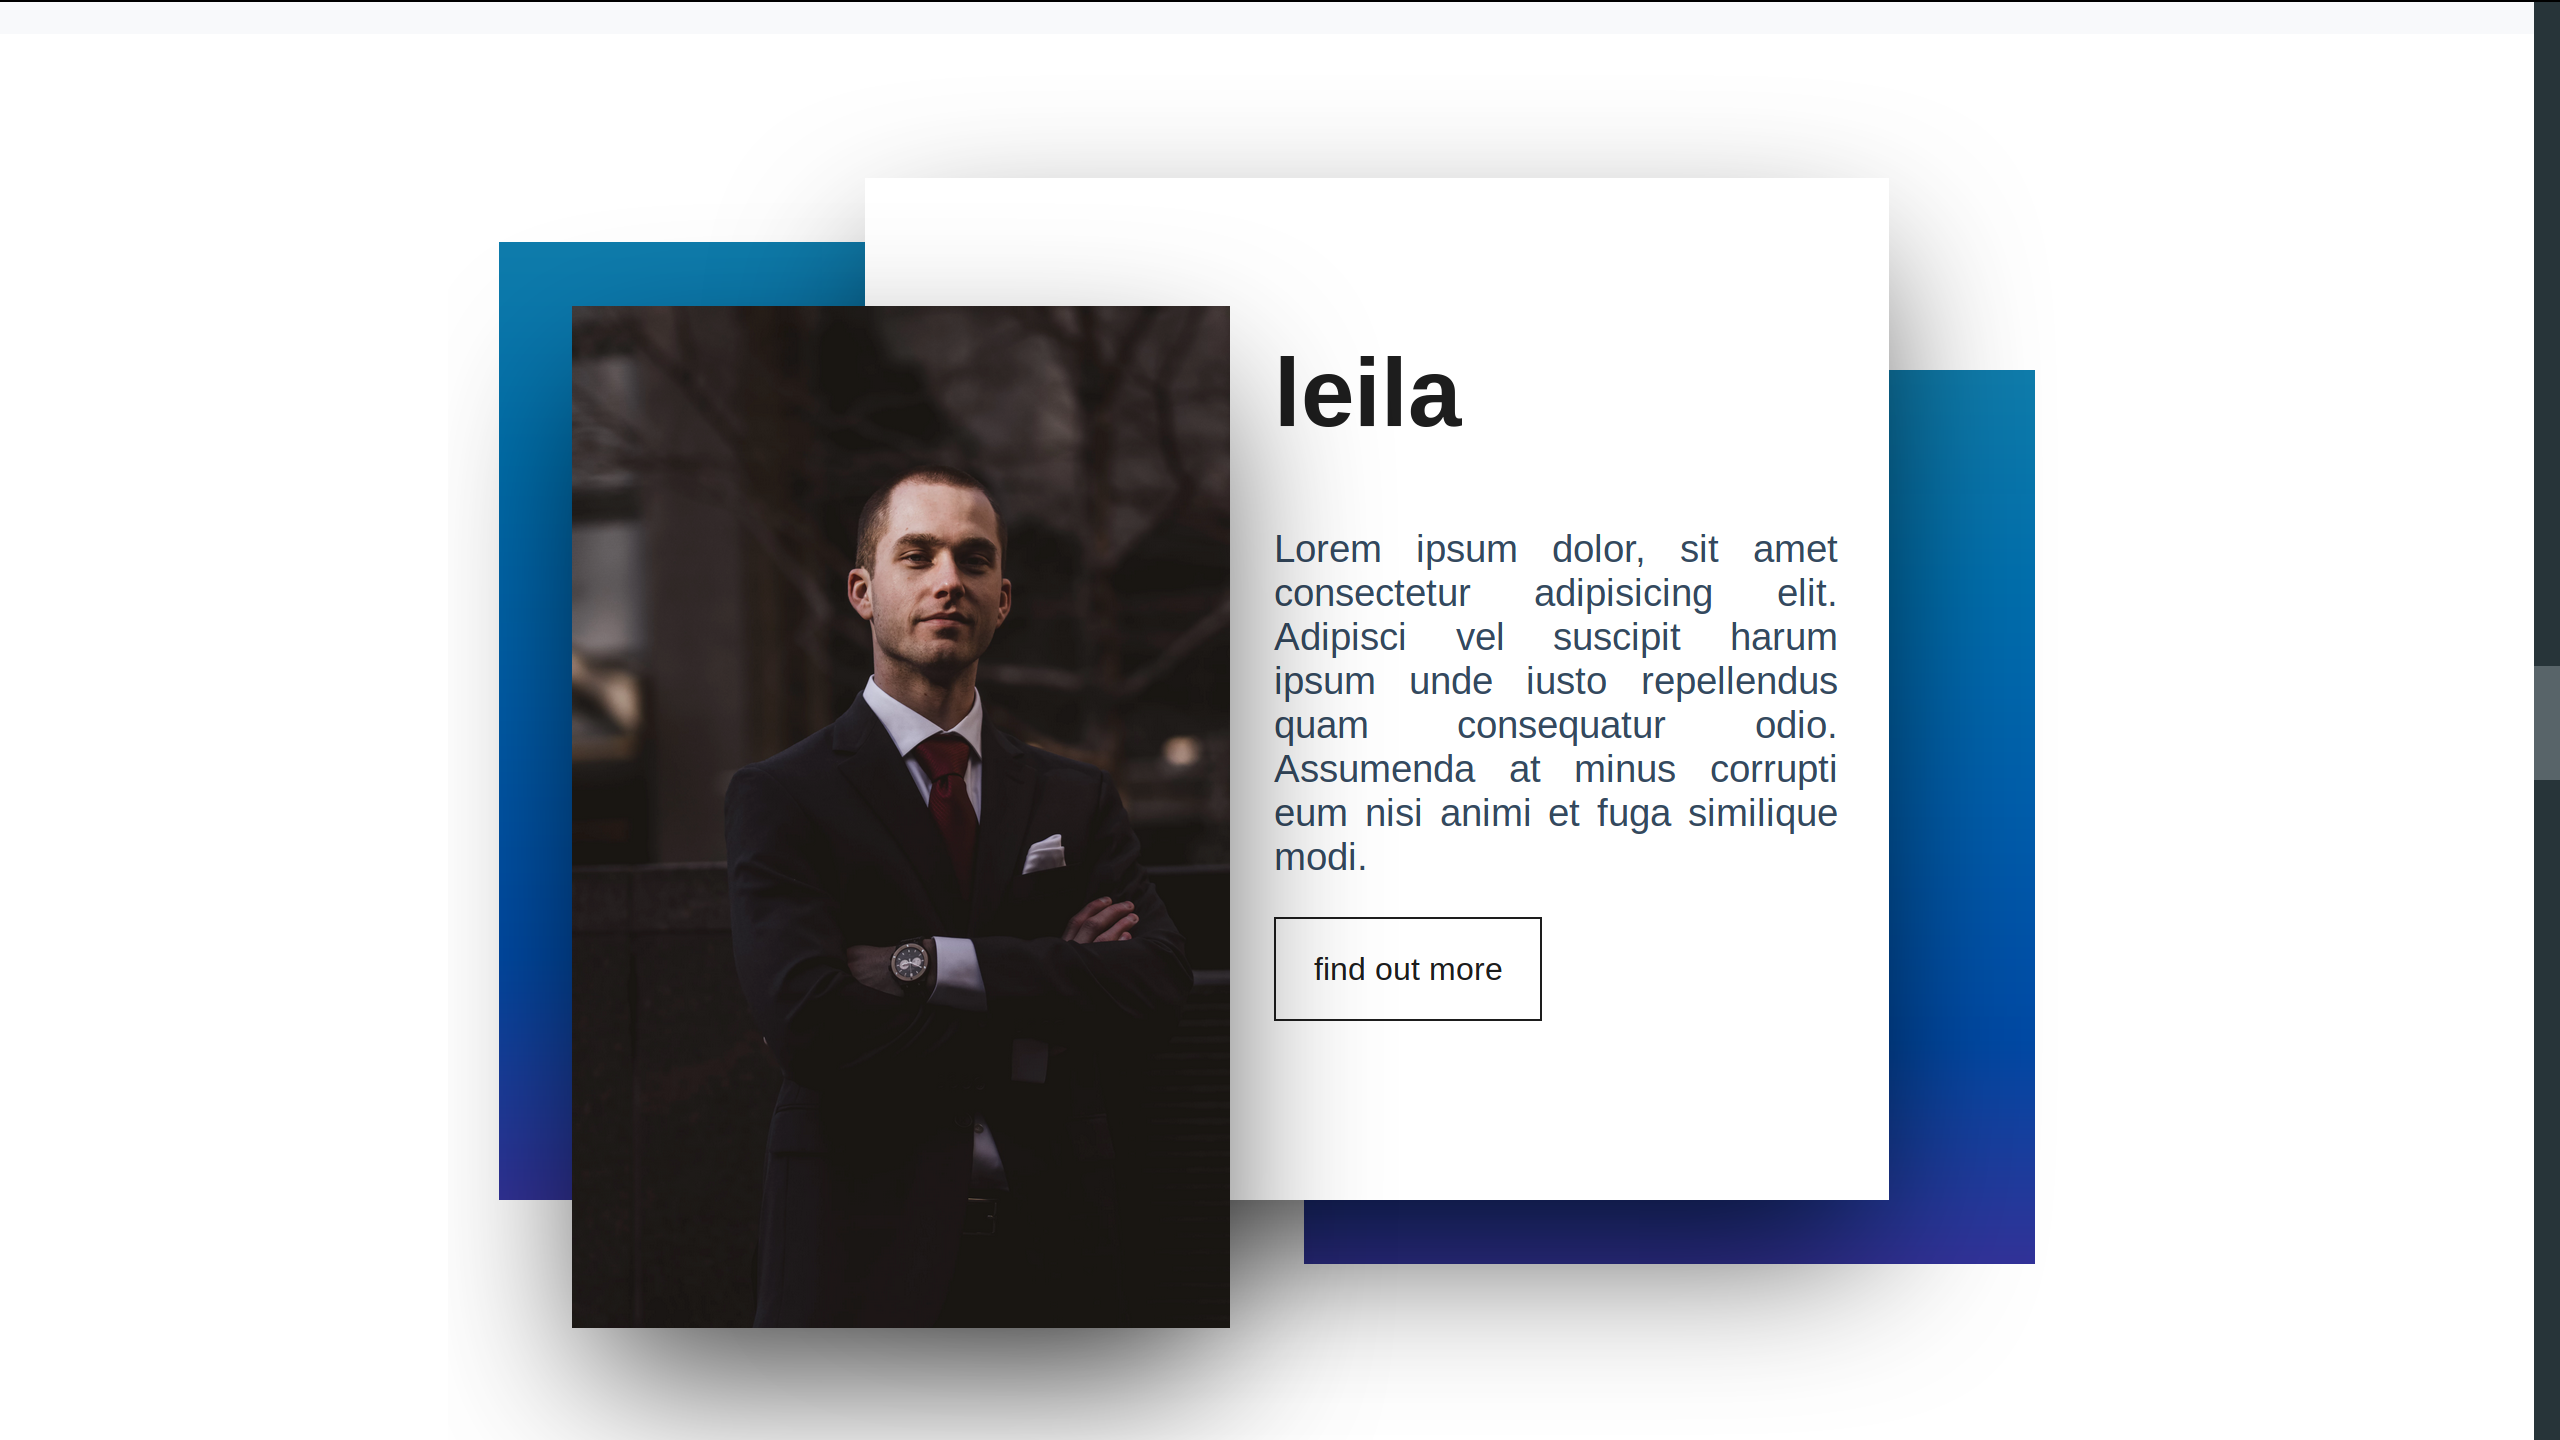 leila
Lorem ipsum dolor, sit amet
consectetur adipisicing elit.
Adipisci vel suscipit harum
ipsum unde iusto repellendus
quam consequatur odio.
Assumenda at minus corrupti
eum nisi animi et fuga similique
modi.
find out more